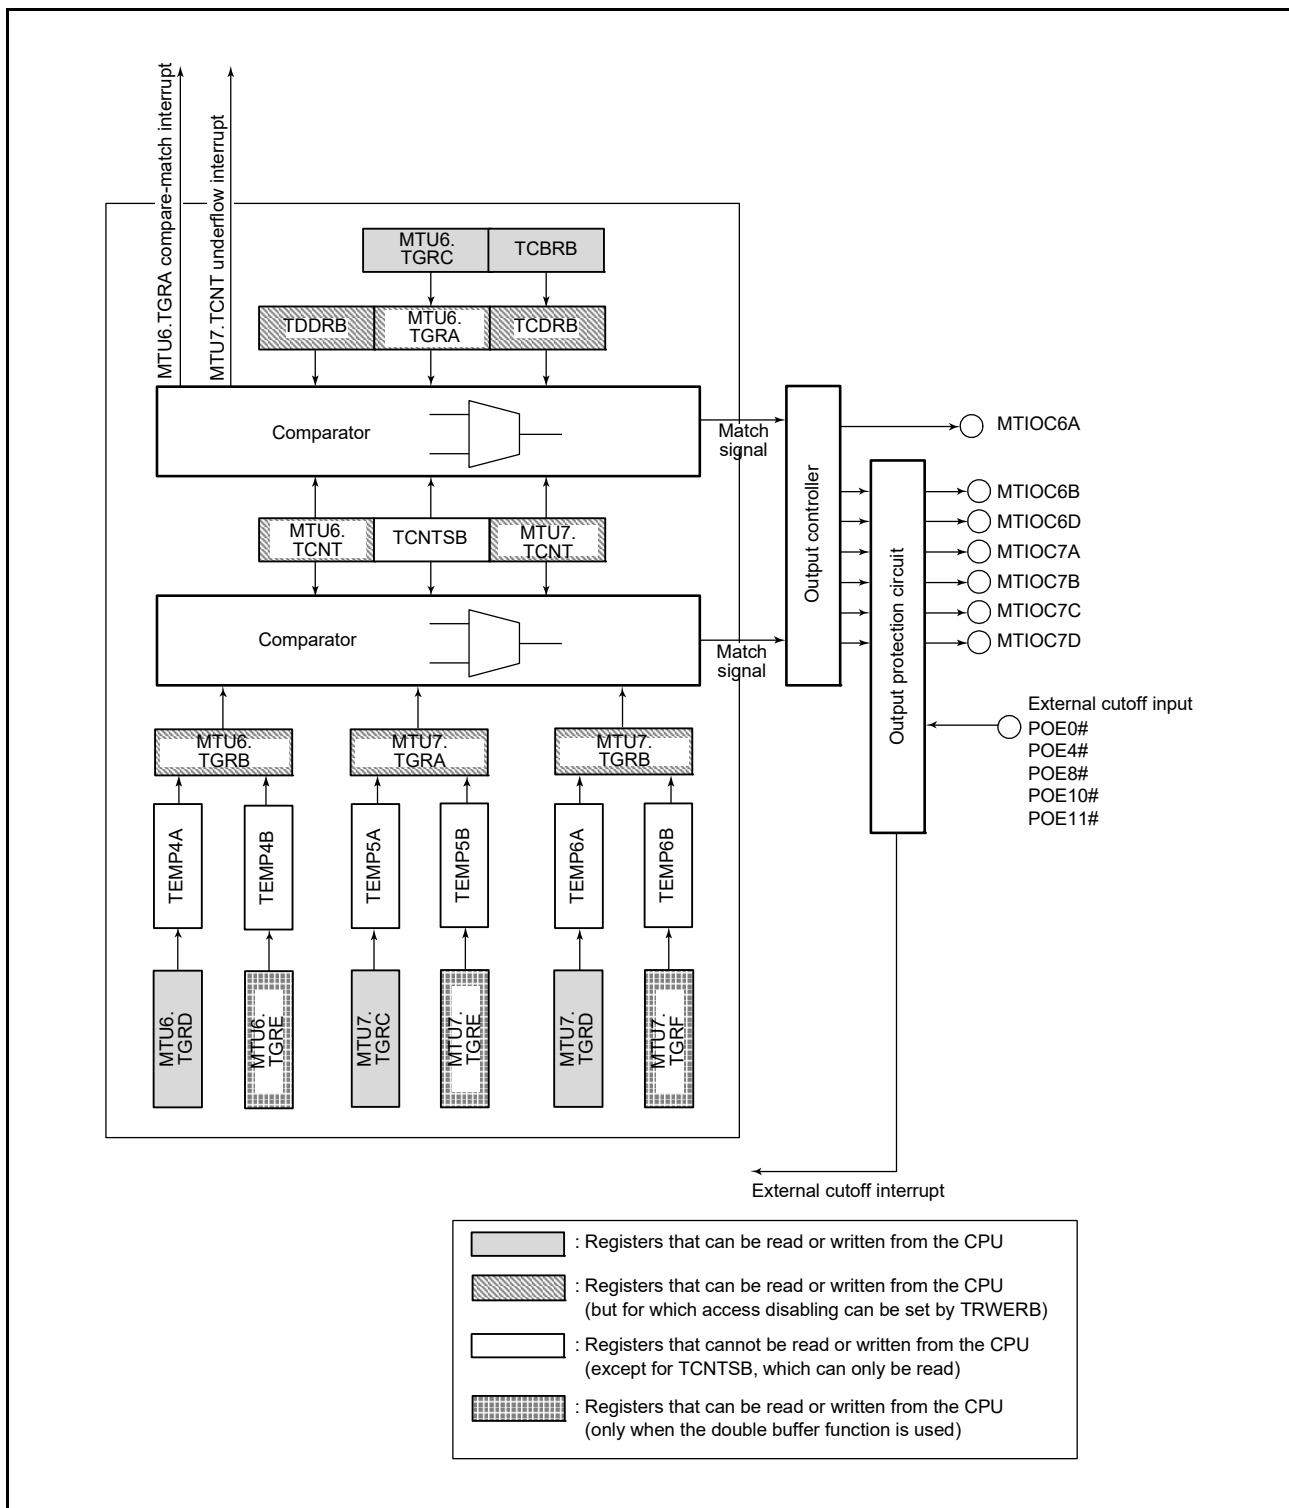 MTU6.TGRA compare-match interrupt
MTU7.TCNT underflow interrupt
MTU6.
TGRC
TCBRB
TDDRB
MTU6.
TGRA
TCDRB
Comparator
Match
signal
MTU6.
TCNT
TCNTSB
MTU7.
TCNT
Comparator
Match
signal
Output controller
Output protection circuit
MTIOC6A
MTIOC6B
MTIOC6D
MTIOC7A
MTIOC7B
MTIOC7C
MTIOC7D
External cutoff input
POE0#
POE4#
POE8#
POE10#
POE11#
MTU6.
TGRB
MTU7.
TGRA
MTU7.
TGRB
TEMP4A
TEMP4B
TEMP5A
TEMP5B
TEMP6A
TEMP6B
MTU6.
TGRD
MTU6.
TGRE
MTU7.
TGRC
MTU7.
TGRE
MTU7.
TGRD
MTU7.
TGRF
External cutoff interrupt
: Registers that can be read or written from the CPU
: Registers that can be read or written from the CPU
(but for which access disabling can be set by TRWERB)
: Registers that cannot be read or written from the CPU
(except for TCNTSB, which can only be read)
: Registers that can be read or written from the CPU
(only when the double buffer function is used)